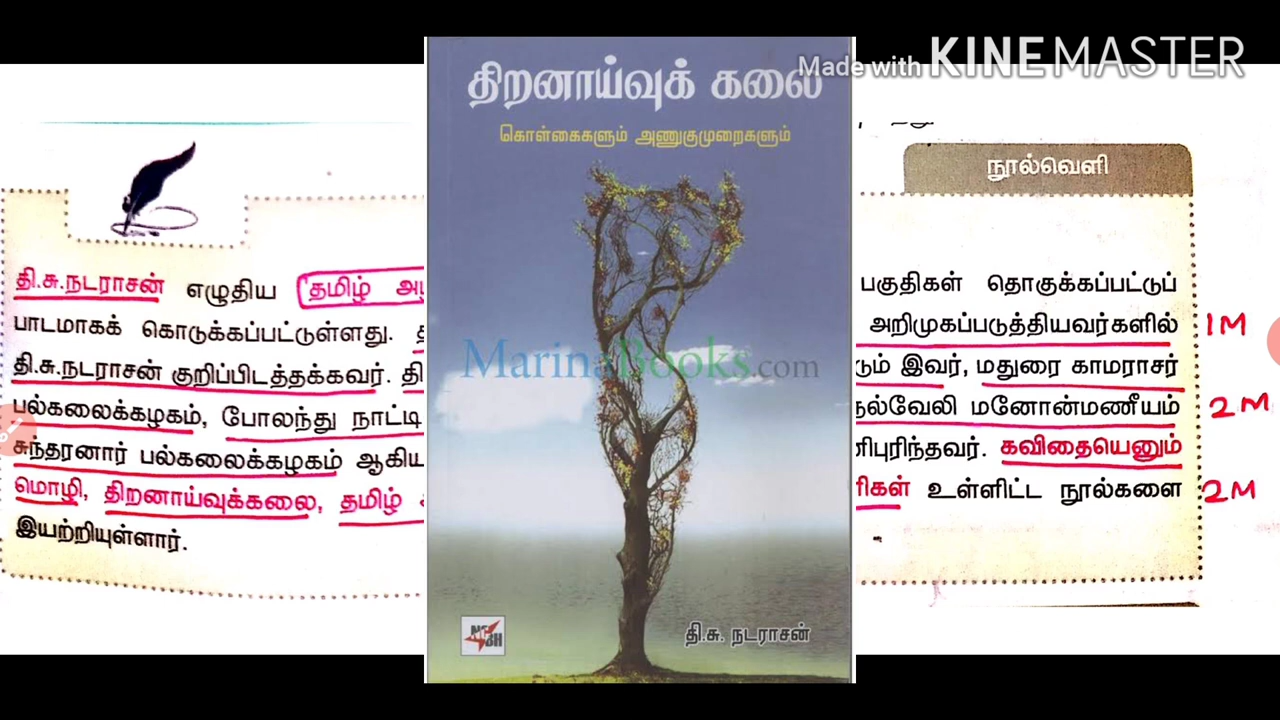 Made with KINEMASTER
திறனாய்வுக் கலை
கொள்கைகளும் அணுகுமுறைகளும்
MarinaBooks.com
NCBH
தி.சு. நடராசன்
தி.சு.நடராசன் எழுதிய தமிழ்
பாடமாகக் கொடுக்கப்பட்டுள்ளது.
தி.சு.நடராசன் குறிப்பிடத்தக்கவர். தி
பல்கலைக்கழகம், போலந்து நாட்டி
சுந்தரனார் பல்கலைக்கழகம் ஆகிய
மொழி, திறனாய்வுக்கலை, தமிழ்
இயற்றியுள்ளார்.
நூல்வெளி
பகுதிகள் தொகுக்கப்பட்டுப்
அறிமுகப்படுத்தியவர்களில் 1M
டும் இவர், மதுரை காமராசர்
நல்வேலி மனோன்மணீயம் 2M
ணிபுரிந்தவர். கவிதையெனும்
ரிகள் உள்ளிட்ட நூல்களை 2M